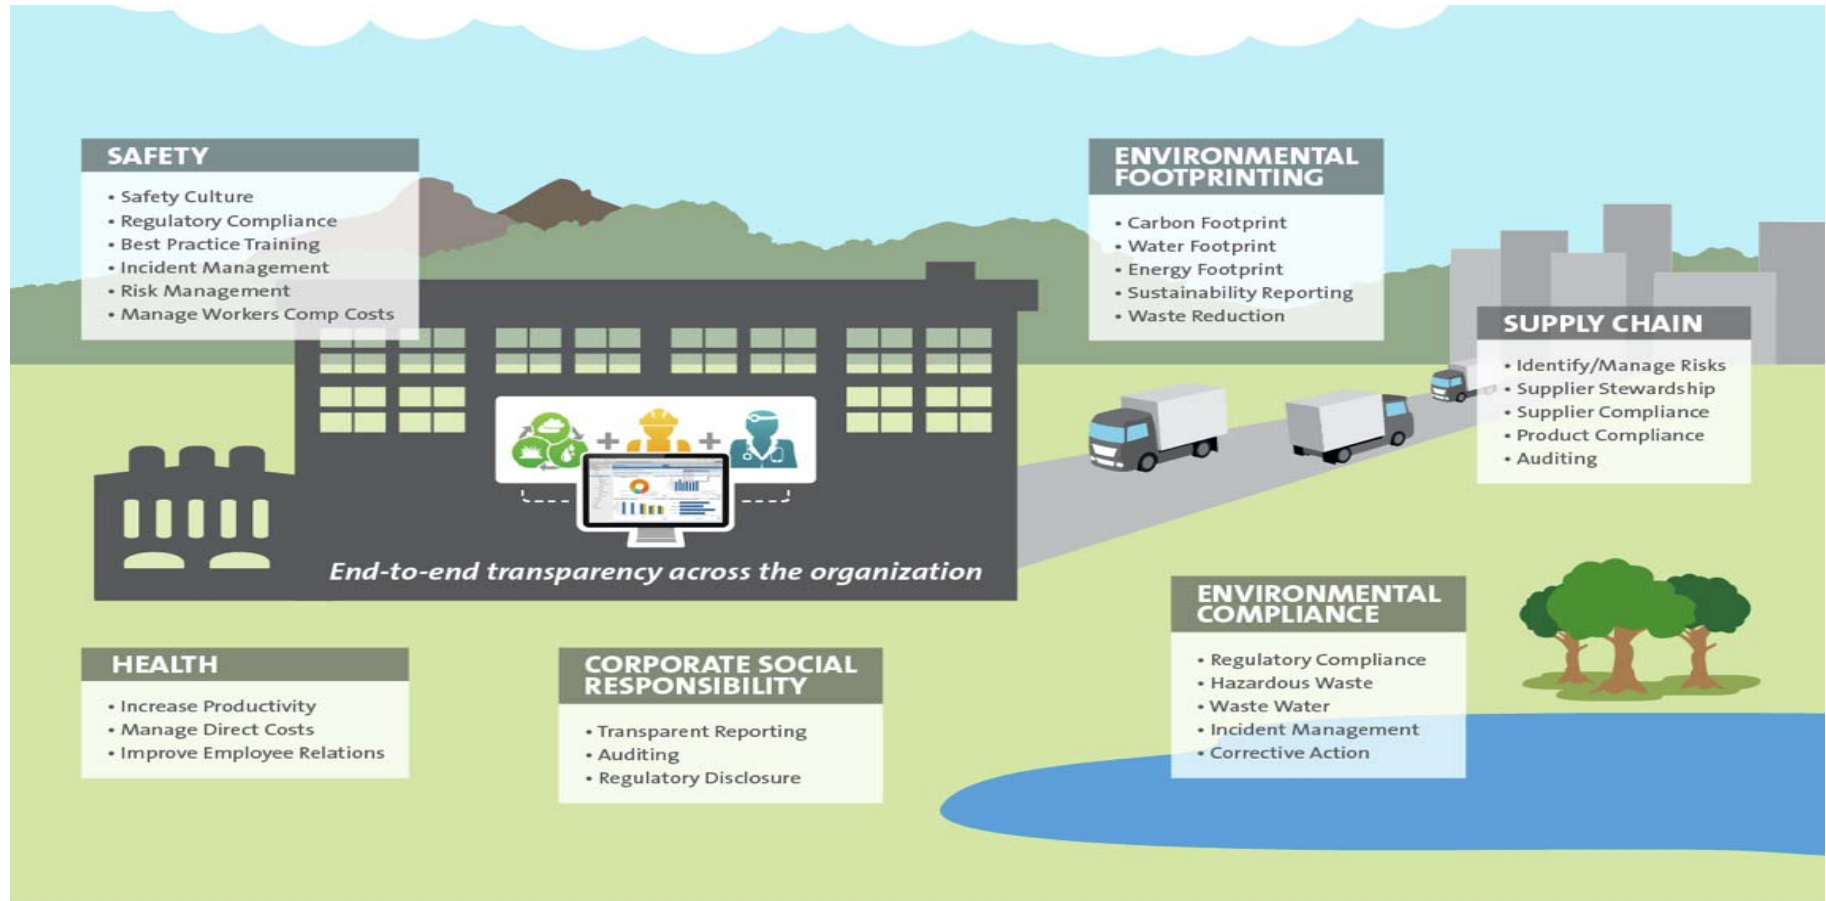 SAFETY
• Safety Culture
• Regulatory Compliance
• Best Practice Training
• Incident Management
• Risk Management
• Manage Workers Comp Costs
ENVIRONMENTAL
FOOTPRINTING
• Carbon Footprint
• Water Footprint
• Energy Footprint
• Sustainability Reporting
• Waste Reduction
SUPPLY CHAIN
• Identify/Manage Risks
• Supplier Stewardship
• Supplier Compliance
• Product Compliance
• Auditing
End-to-end transparency across the organization
HEALTH
• Increase Productivity
• Manage Direct Costs
• Improve Employee Relations
CORPORATE SOCIAL
RESPONSIBILITY
• Transparent Reporting
• Auditing
• Regulatory Disclosure
ENVIRONMENTAL
COMPLIANCE
• Regulatory Compliance
• Hazardous Waste
• Waste Water
• Incident Management
• Corrective Action